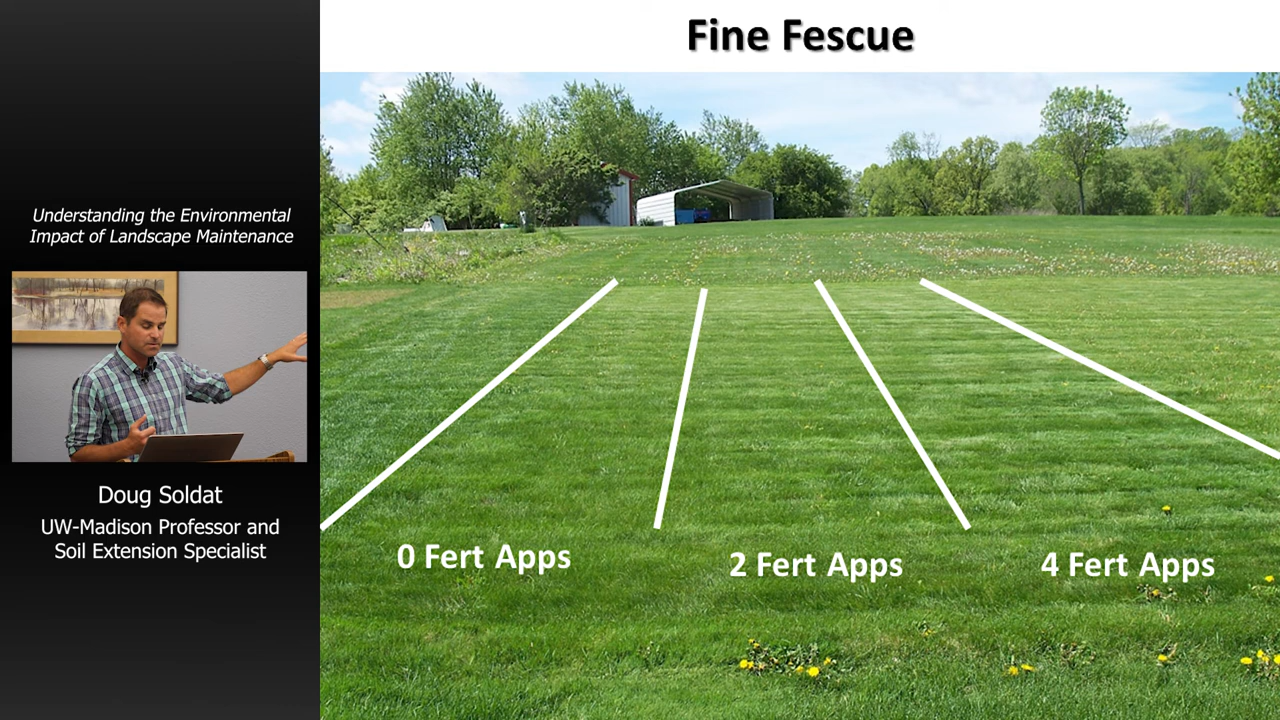 Fine Fescue
Understanding the Environmental
Impact of Landscape Maintenance
Doug Soldat
UW-Madison Professor and
Soil Extension Specialist
0 Fert Apps
2 Fert Apps
4 Fert Apps